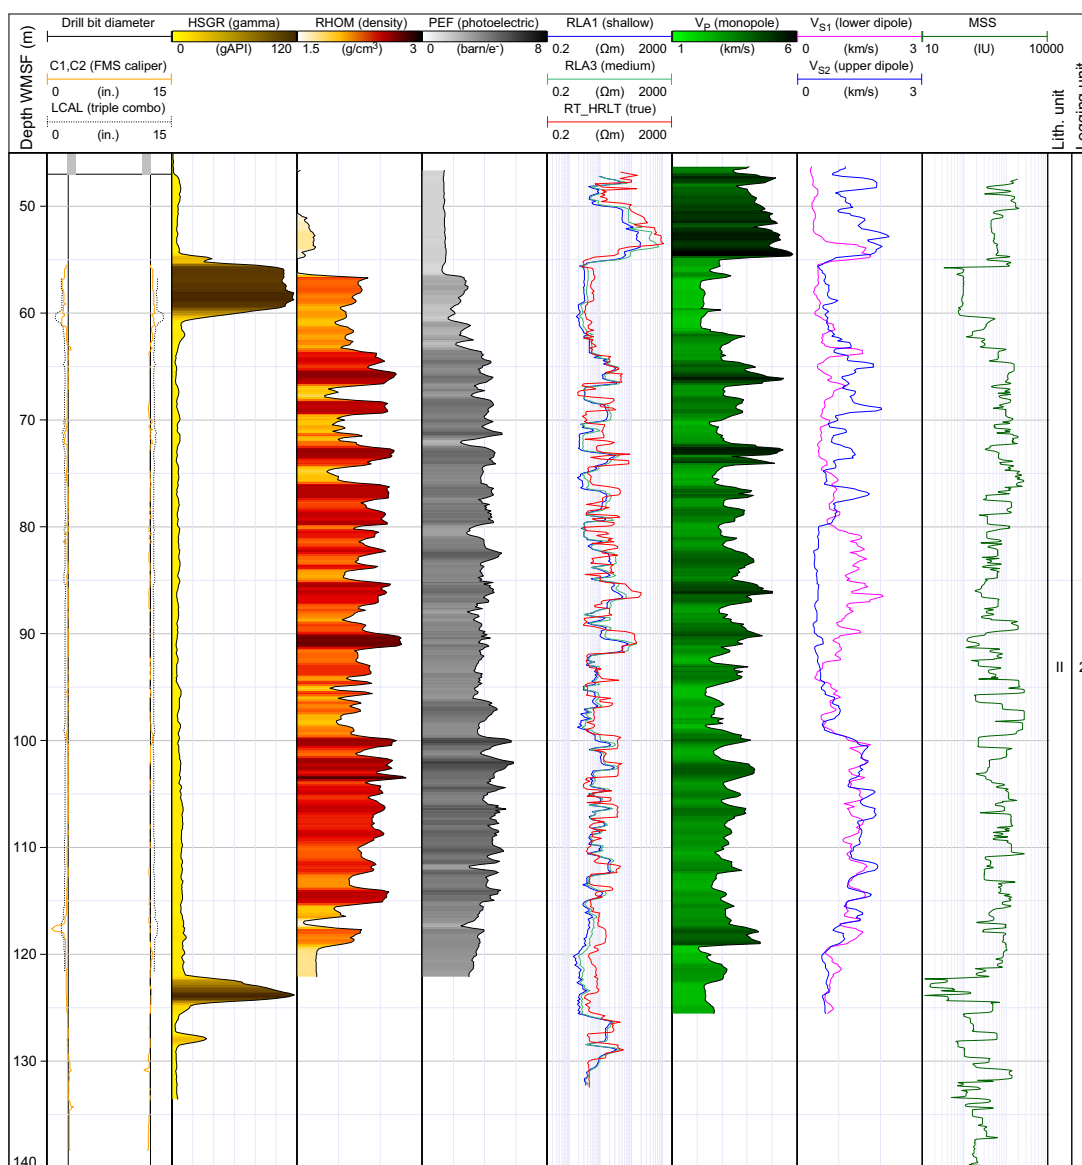 Depth WMSF (m)
Drill bit diameter
C1,C2 (FMS caliper)
0 (in.) 15
LCAL (triple combo)
0 (in.) 15
HSGR (gamma)
0 (gAPI) 120
RHOM (density)
1.5 (g/cm³) 3
PEF (photoelectric)
0 (barn/e⁻) 8
RLA1 (shallow)
0.2 (Ωm) 2000
RLA3 (medium)
0.2 (Ωm) 2000
RT_HRLT (true)
0.2 (Ωm) 2000
V_P (monopole)
1 (km/s) 6
V_S1 (lower dipole)
0 (km/s) 3
V_S2 (upper dipole)
0 (km/s) 3
MSS
10 (IU) 10000
Lith. unit
50
60
70
80
90
II 2
100
110
120
130
140